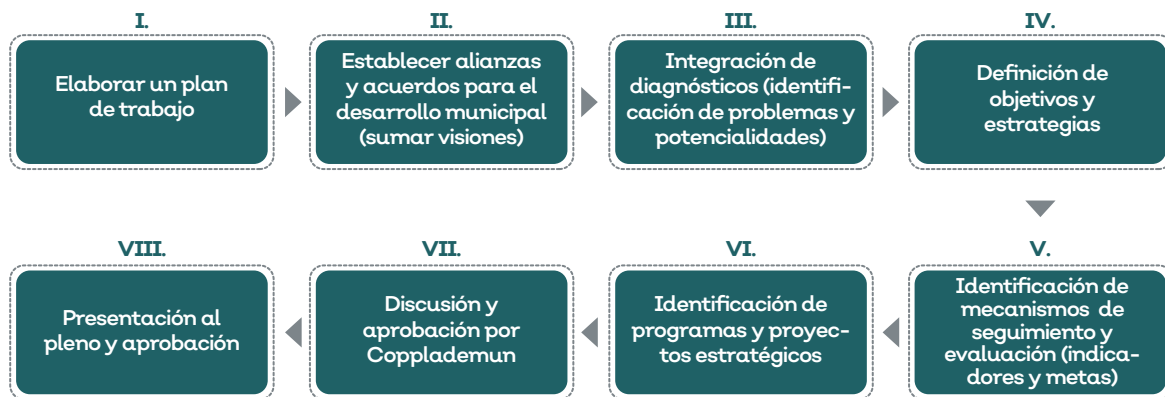 I.
Elaborar un plan
de trabajo
II.
Establecer alianzas
y acuerdos para el
desarrollo municipal
(sumar visiones)
III.
Integración de
diagnósticos (identifi-
cación de problemas y
potencialidades)
IV.
Definición de
objetivos y
estrategias
V.
Identificación de
mecanismos de
seguimiento y
evaluación (indica-
dores y metas)
VI.
Identificación de
programas y proyec-
tos estratégicos
VII.
Discusión y
aprobación por
Copplademun
VIII.
Presentación al
pleno y aprobación